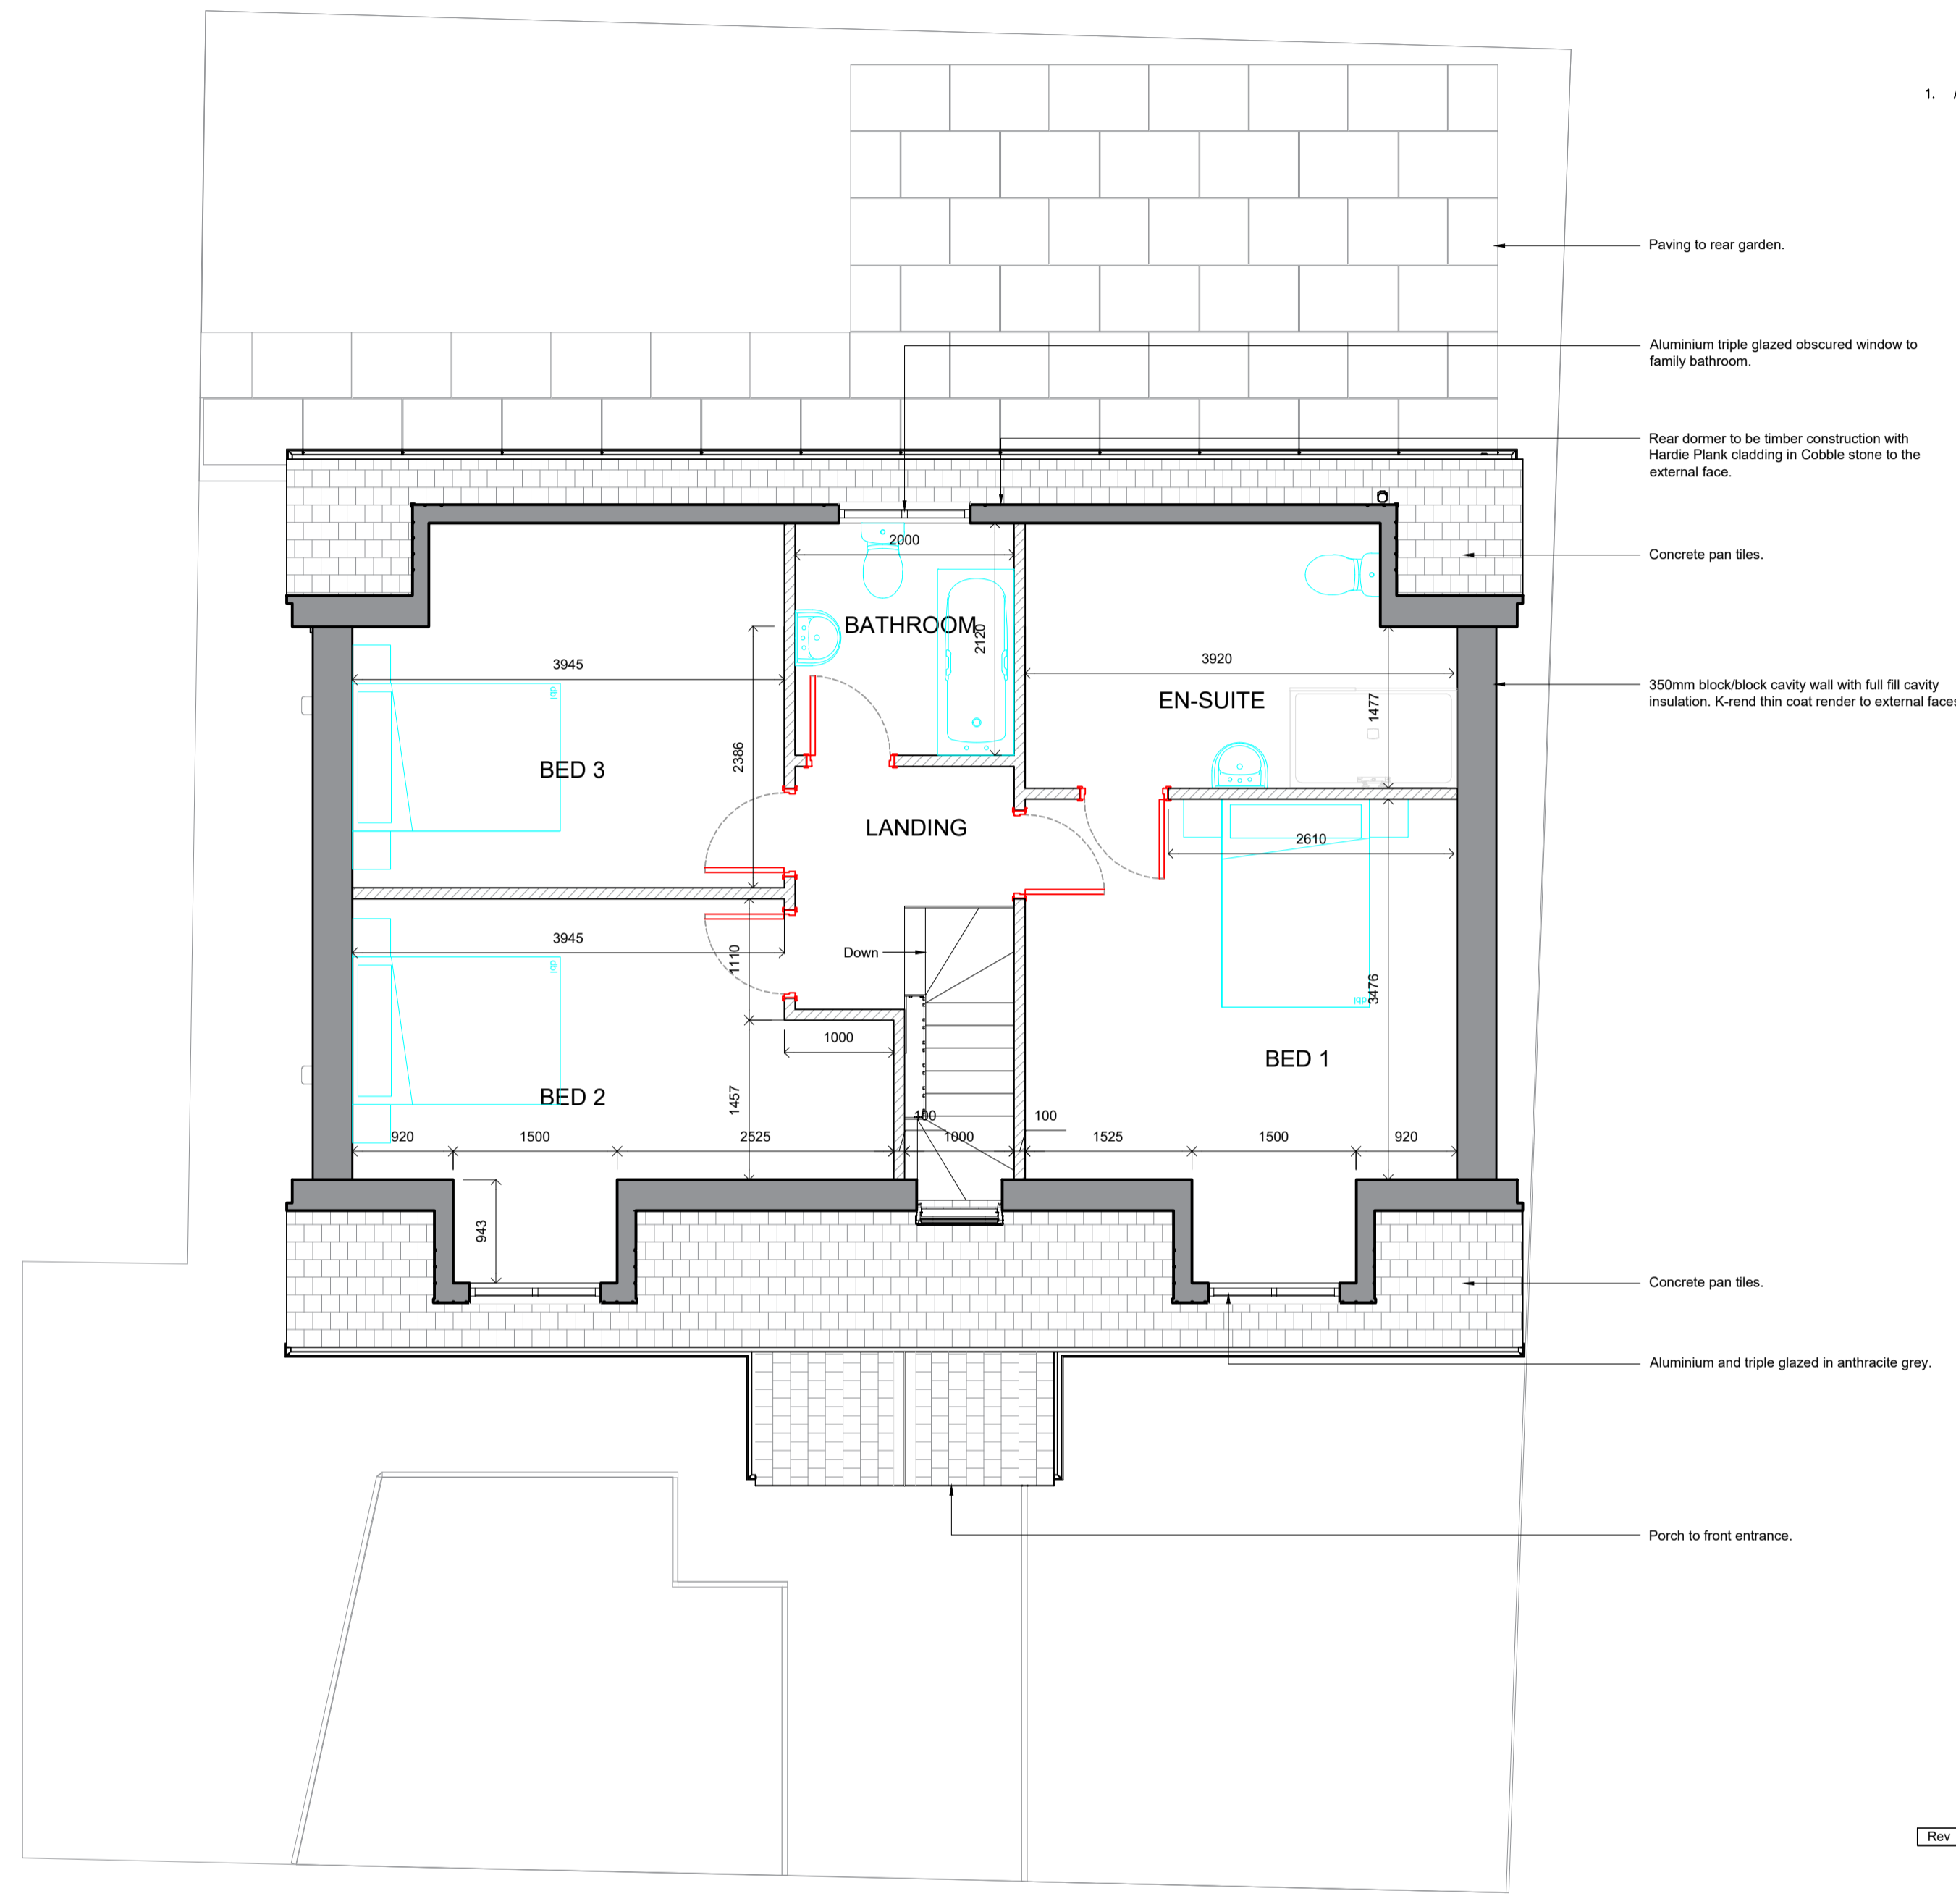 1.
Paving to rear garden.
Aluminium triple glazed obscured window to
family bathroom.
Rear dormer to be timber construction with
Hardie Plank cladding in Cobble stone to the
external face.
Concrete pan tiles.
350mm block/block cavity wall with full fill cavity
insulation. K-rend thin coat render to external faces
2000
BATHROOM
2120
3945
3920
EN-SUITE
1477
2386
BED 3
LANDING
2610
3945
1110
Down
3476
1000
BED 1
BED 2
1457
920
1500
2525
100
1000
100
1525
1500
920
943
Concrete pan tiles.
Aluminium and triple glazed in anthracite grey.
Porch to front entrance.
Rev